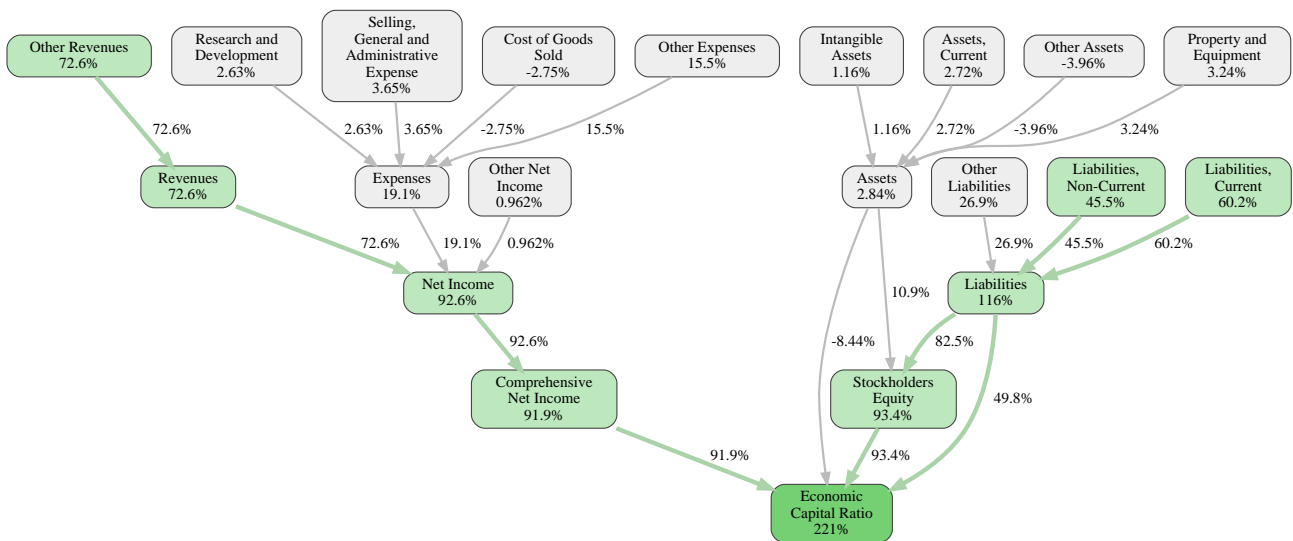 Other Revenues
72.6%
Research and
Development
2.63%
Selling,
General and
Administrative
Expense
3.65%
Cost of Goods
Sold
-2.75%
Other Expenses
15.5%
Intangible
Assets
1.16%
Assets,
Current
2.72%
Other Assets
-3.96%
Property and
Equipment
3.24%
72.6%
2.63%
3.65%
-2.75%
15.5%
1.16%
2.72%
-3.96%
3.24%
Revenues
72.6%
Expenses
19.1%
Other Net
Income
0.962%
Assets
2.84%
Other
Liabilities
26.9%
Liabilities,
Non-Current
45.5%
Liabilities,
Current
60.2%
72.6%
19.1%
0.962%
26.9%
45.5%
60.2%
Net Income
92.6%
10.9%
Liabilities
116%
92.6%
-8.44%
82.5%
Comprehensive
Net Income
91.9%
Stockholders
Equity
93.4%
49.8%
91.9%
93.4%
Economic
Capital Ratio
221%